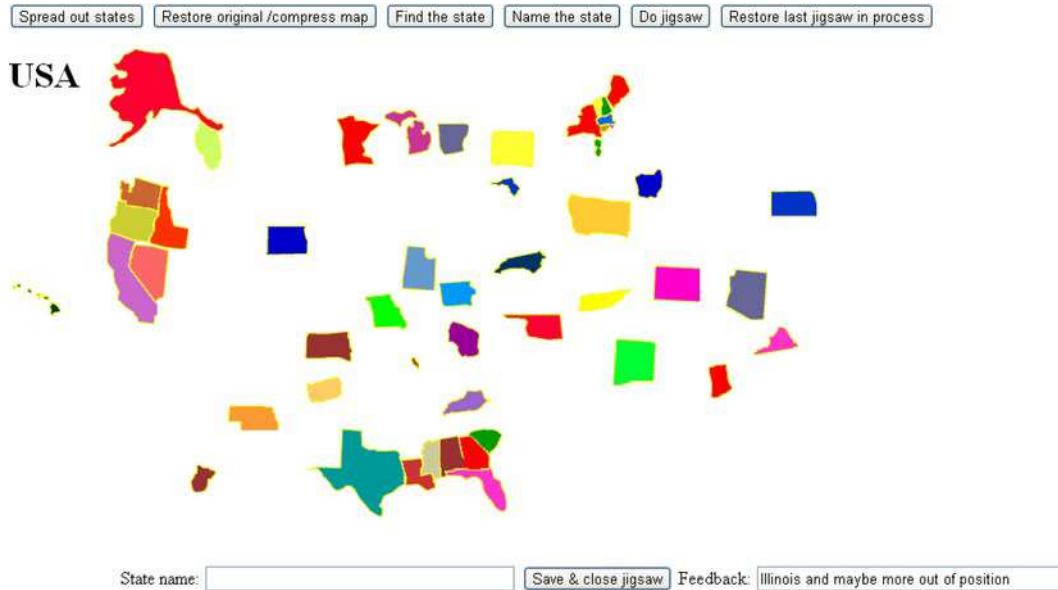 Spread out states Restore original /compress map Find the state Name the state Do jigsaw Restore last jigsaw in process
USA
State name: Save & close jigsaw Feedback: Illinois and maybe more out of position